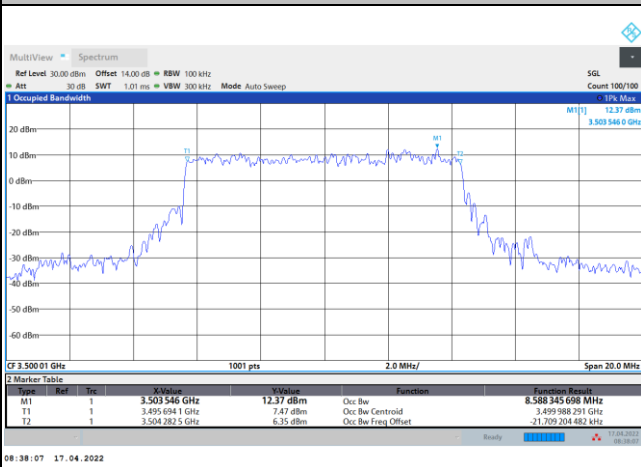 MultiView Spectrum
Ref Level 30.00 dBm Offset 14.00 dB RBW 100 kHz SGL
Att 30 dB SWT 1.01 ms VBW 300 kHz Mode Auto Sweep Count 100/100
1 Occupied Bandwidth 1Pk Max
M1[1] 12.37 dBm
3.503 546 0 GHz
20 dBm
M1
T1 T2
10 dBm
0 dBm
-10 dBm
-20 dBm
-30 dBm
-40 dBm
-50 dBm
-60 dBm
CF 3.500 01 GHz 1001 pts 2.0 MHz/ Span 20.0 MHz
2 Marker Table
Type Ref Trc X-Value Y-Value Function Function Result
M1 1 3.503 546 GHz 12.37 dBm Occ Bw 8.588 345 698 MHz
T1 1 3.495 694 1 GHz 7.47 dBm Occ Bw Centroid 3.499 988 291 GHz
T2 1 3.504 282 5 GHz 6.35 dBm Occ Bw Freq Offset -21.709 204 482 kHz
Ready 17.04.2022
08:38:07
08:38:07 17.04.2022